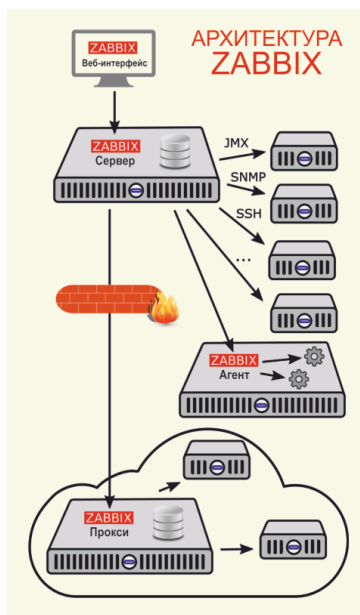 АРХИТЕКТУРА
ZABBIX
ZABBIX
Веб-интерфейс
ZABBIX
Сервер
JMX
SNMP
SSH
...
ZABBIX
Агент
ZABBIX
Прокси